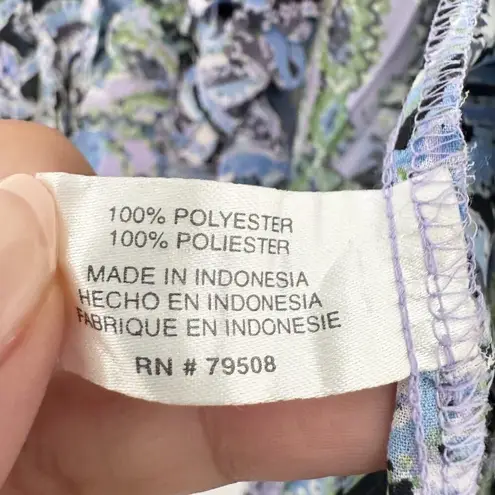 100% POLYESTER
100% POLIESTER
MADE IN INDONESIA
HECHO EN INDONESIA
FABRIQUE EN INDONESIE
RN # 79508